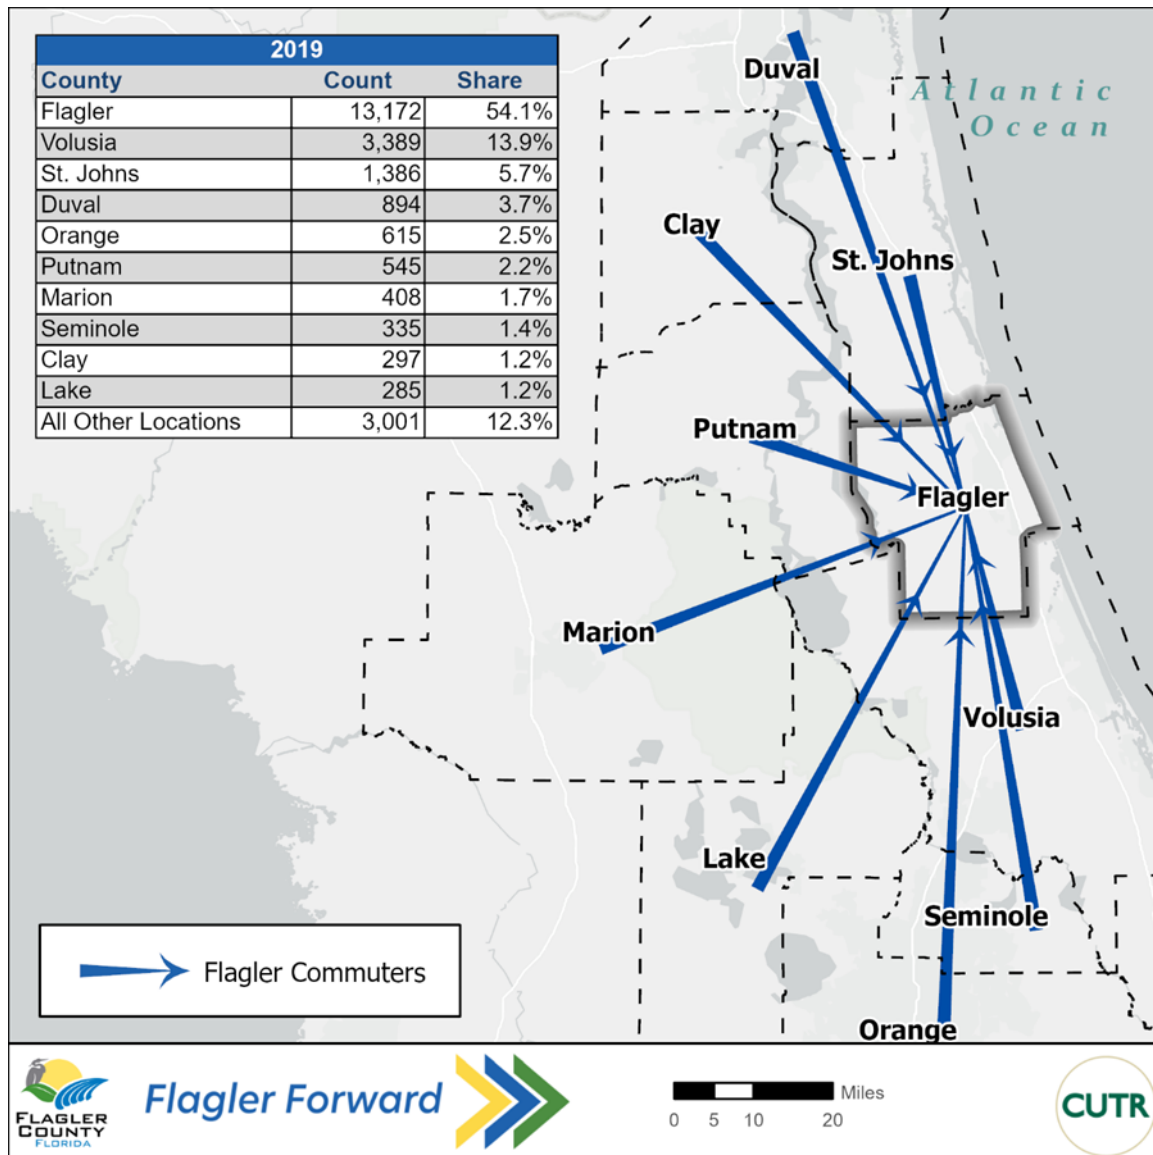 2019
County Count Share
Flagler 13,172 54.1%
Volusia 3,389 13.9%
St. Johns 1,386 5.7%
Duval 894 3.7%
Orange 615 2.5%
Putnam 545 2.2%
Marion 408 1.7%
Seminole 335 1.4%
Clay 297 1.2%
Lake 285 1.2%
All Other Locations 3,001 12.3%
Duval
Atlantic
Ocean
Clay
St. Johns
Putnam
Flagler
Marion
Volusia
Lake
Seminole
Orange
Flagler Commuters
FLAGLER
COUNTY
FLORIDA
Flagler Forward
Miles
0 5 10 20
CUTR